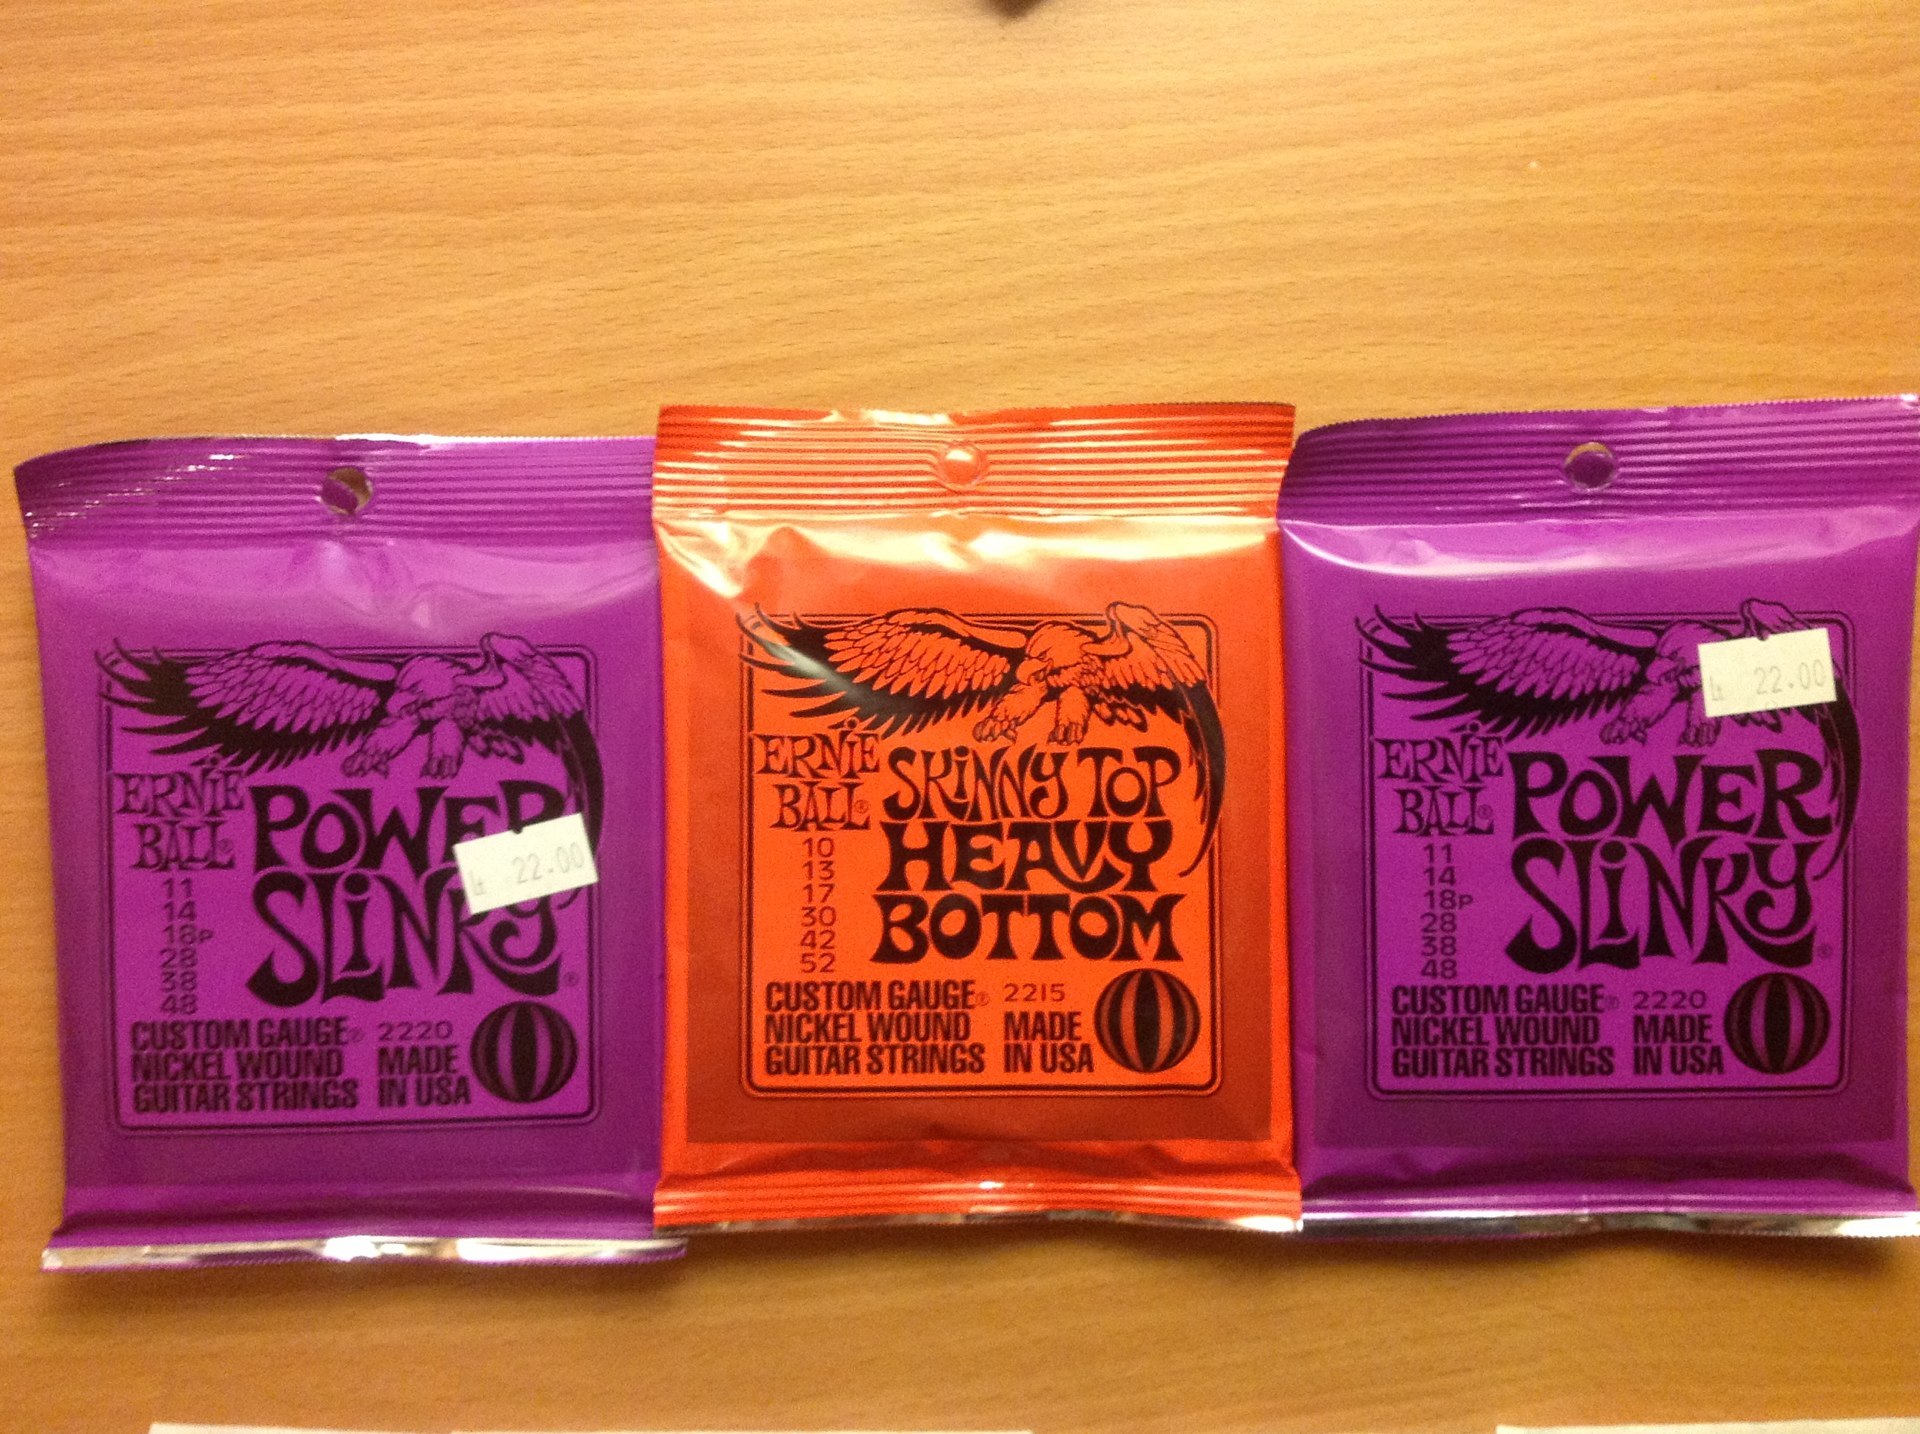 ERNiE
BALL®
POWER
SLiNKY®
22.00
11
14
18P
28
38
48
CUSTOM GAUGE®
NICKEL WOUND
GUITAR STRINGS
2220
MADE
IN USA
ERNiE
BALL®
SKiNNY TOP
HEAVY
BOTTOM
10
13
17
30
42
52
CUSTOM GAUGE®
NICKEL WOUND
GUITAR STRINGS
2215
MADE
IN USA
22.00
ERNiE
BALL®
POWER
SLiNKY®
11
14
18P
28
38
48
CUSTOM GAUGE®
NICKEL WOUND
GUITAR STRINGS
2220
MADE
IN USA